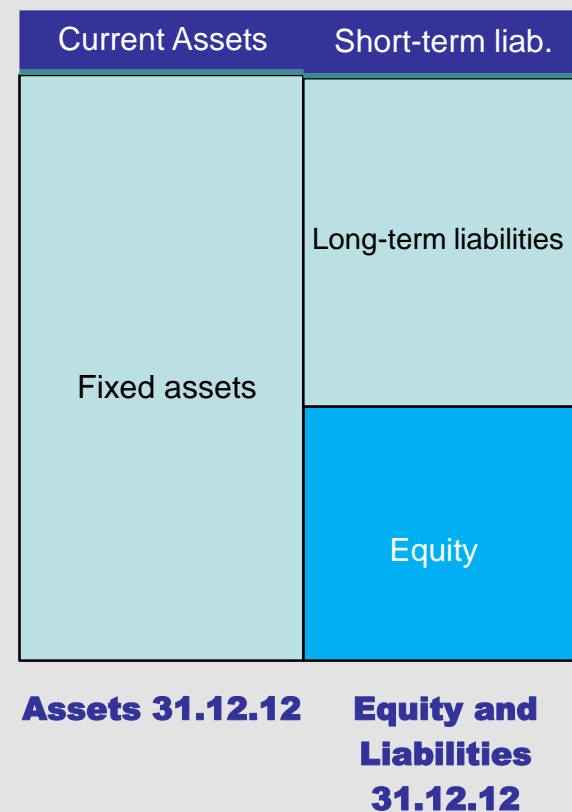 Current Assets
Short-term liab.
Long-term liabilities
Fixed assets
Equity
Assets 31.12.12
Equity and
Liabilities
31.12.12